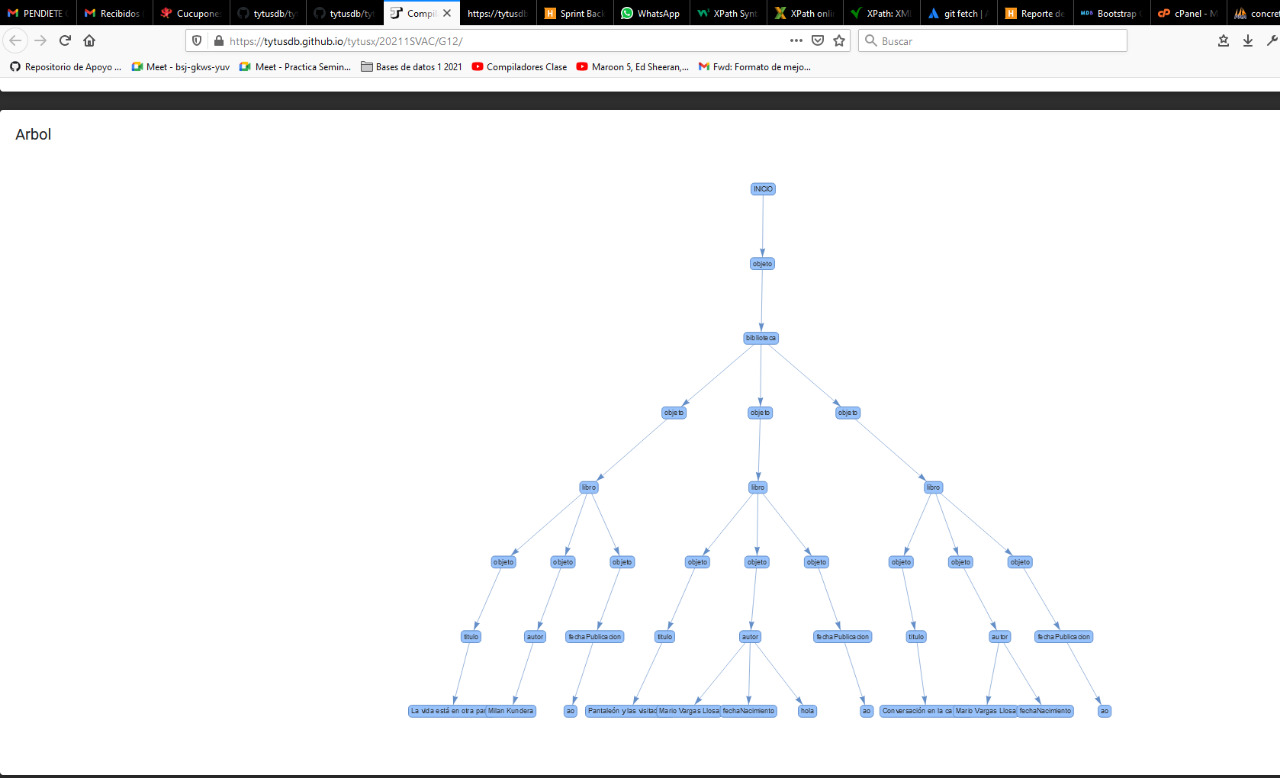 PENDIETE
Recibidos
Cucupone
tytusdb/ty
tytusdb/ty
Compil
https://tytusdb
Sprint Bac
WhatsApp
XPath Synt
XPath onli
XPath: XM
git fetch | A
Reporte de
Bootstrap
cPanel - M
concret
https://tytusdb.github.io/tytusx/20211SVAC/G12/
Buscar
Repositorio de Apoyo ...
Meet - bsj-gkws-yuv
Meet - Practica Semin...
Bases de datos 1 2021
Compiladores Clase
Maroon 5, Ed Sheeran,...
Fwd: Formato de mejo...
Arbol
INICIO
objeto
biblioteca
objeto objeto objeto
libro libro libro
objeto objeto objeto objeto objeto objeto objeto objeto objeto
titulo autor fechaPublicacion titulo autor fechaPublicacion titulo autor fechaPublicacion
La vida está en otra par Milan Kundera ao Pantaleón y las visitad Mario Vargas Llosa fechaNacimiento hola ao Conversación en la ca Mario Vargas Llosa fechaNacimiento ao